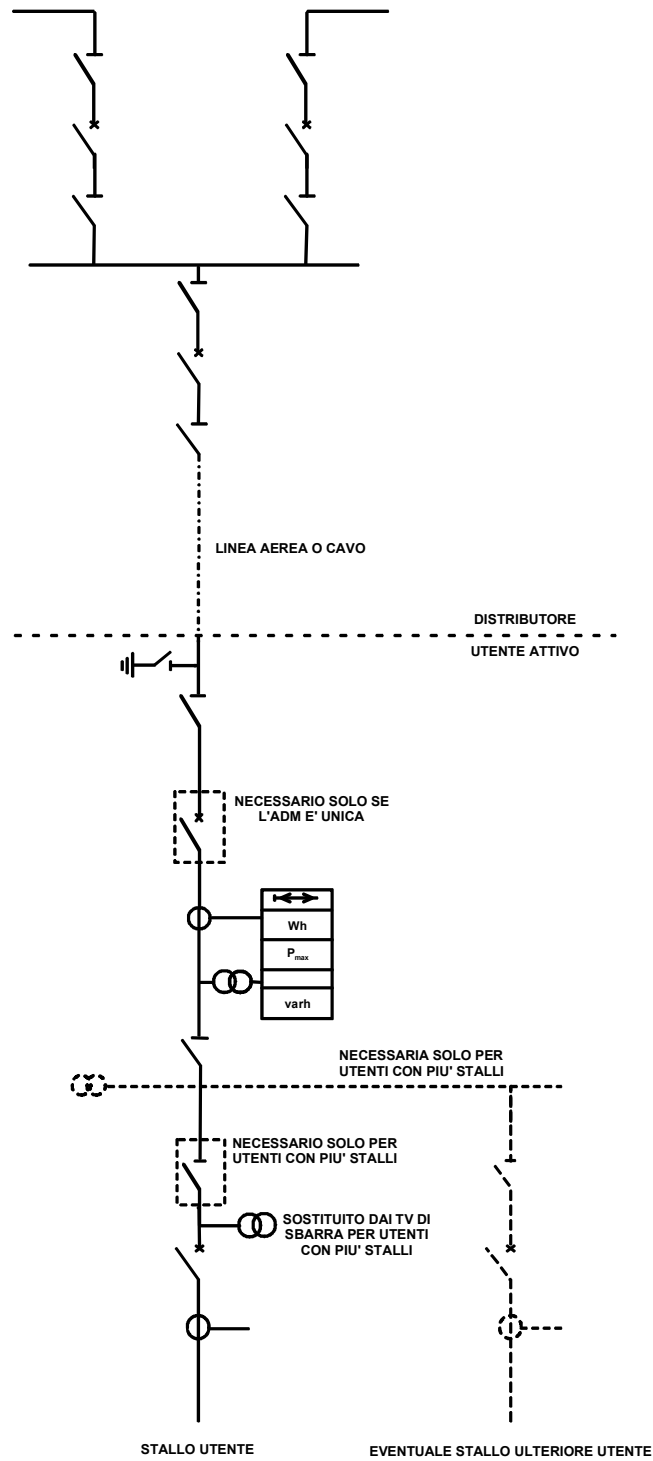 LINEA AEREA O CAVO
DISTRIBUTORE
UTENTE ATTIVO
NECESSARIO SOLO SE
L'ADM E' UNICA
Wh
Pmax
varh
NECESSARIA SOLO PER
UTENTI CON PIU' STALLI
NECESSARIO SOLO PER
UTENTI CON PIU' STALLI
SOSTITUITO DAI TV DI
SBARRA PER UTENTI
CON PIU' STALLI
STALLO UTENTE
EVENTUALE STALLO ULTERIORE UTENTE